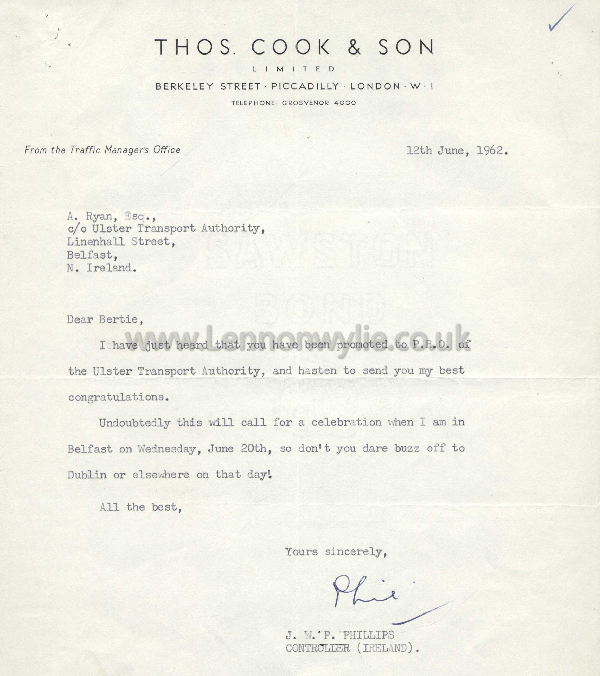 THOS. COOK & SON
LIMITED
BERKELEY STREET · PICCADILLY · LONDON · W · 1
TELEPHONE: GROSVENOR 4000
From the Traffic Manager's Office
12th June, 1962.
A. Ryan, Esq.,
c/o Ulster Transport Authority,
Linenhall Street,
Belfast,
N. Ireland.
Dear Bertie,
www.Lennonwylie.co.uk
I have just heard that you have been promoted to P.R.O. of
the Ulster Transport Authority, and hasten to send you my best
congratulations.
Undoubtedly this will call for a celebration when I am in
Belfast on Wednesday, June 20th, so don't you dare buzz off to
Dublin or elsewhere on that day!
All the best,
Yours sincerely,
Phil
J. W. P. PHILLIPS
CONTROLLER (IRELAND).